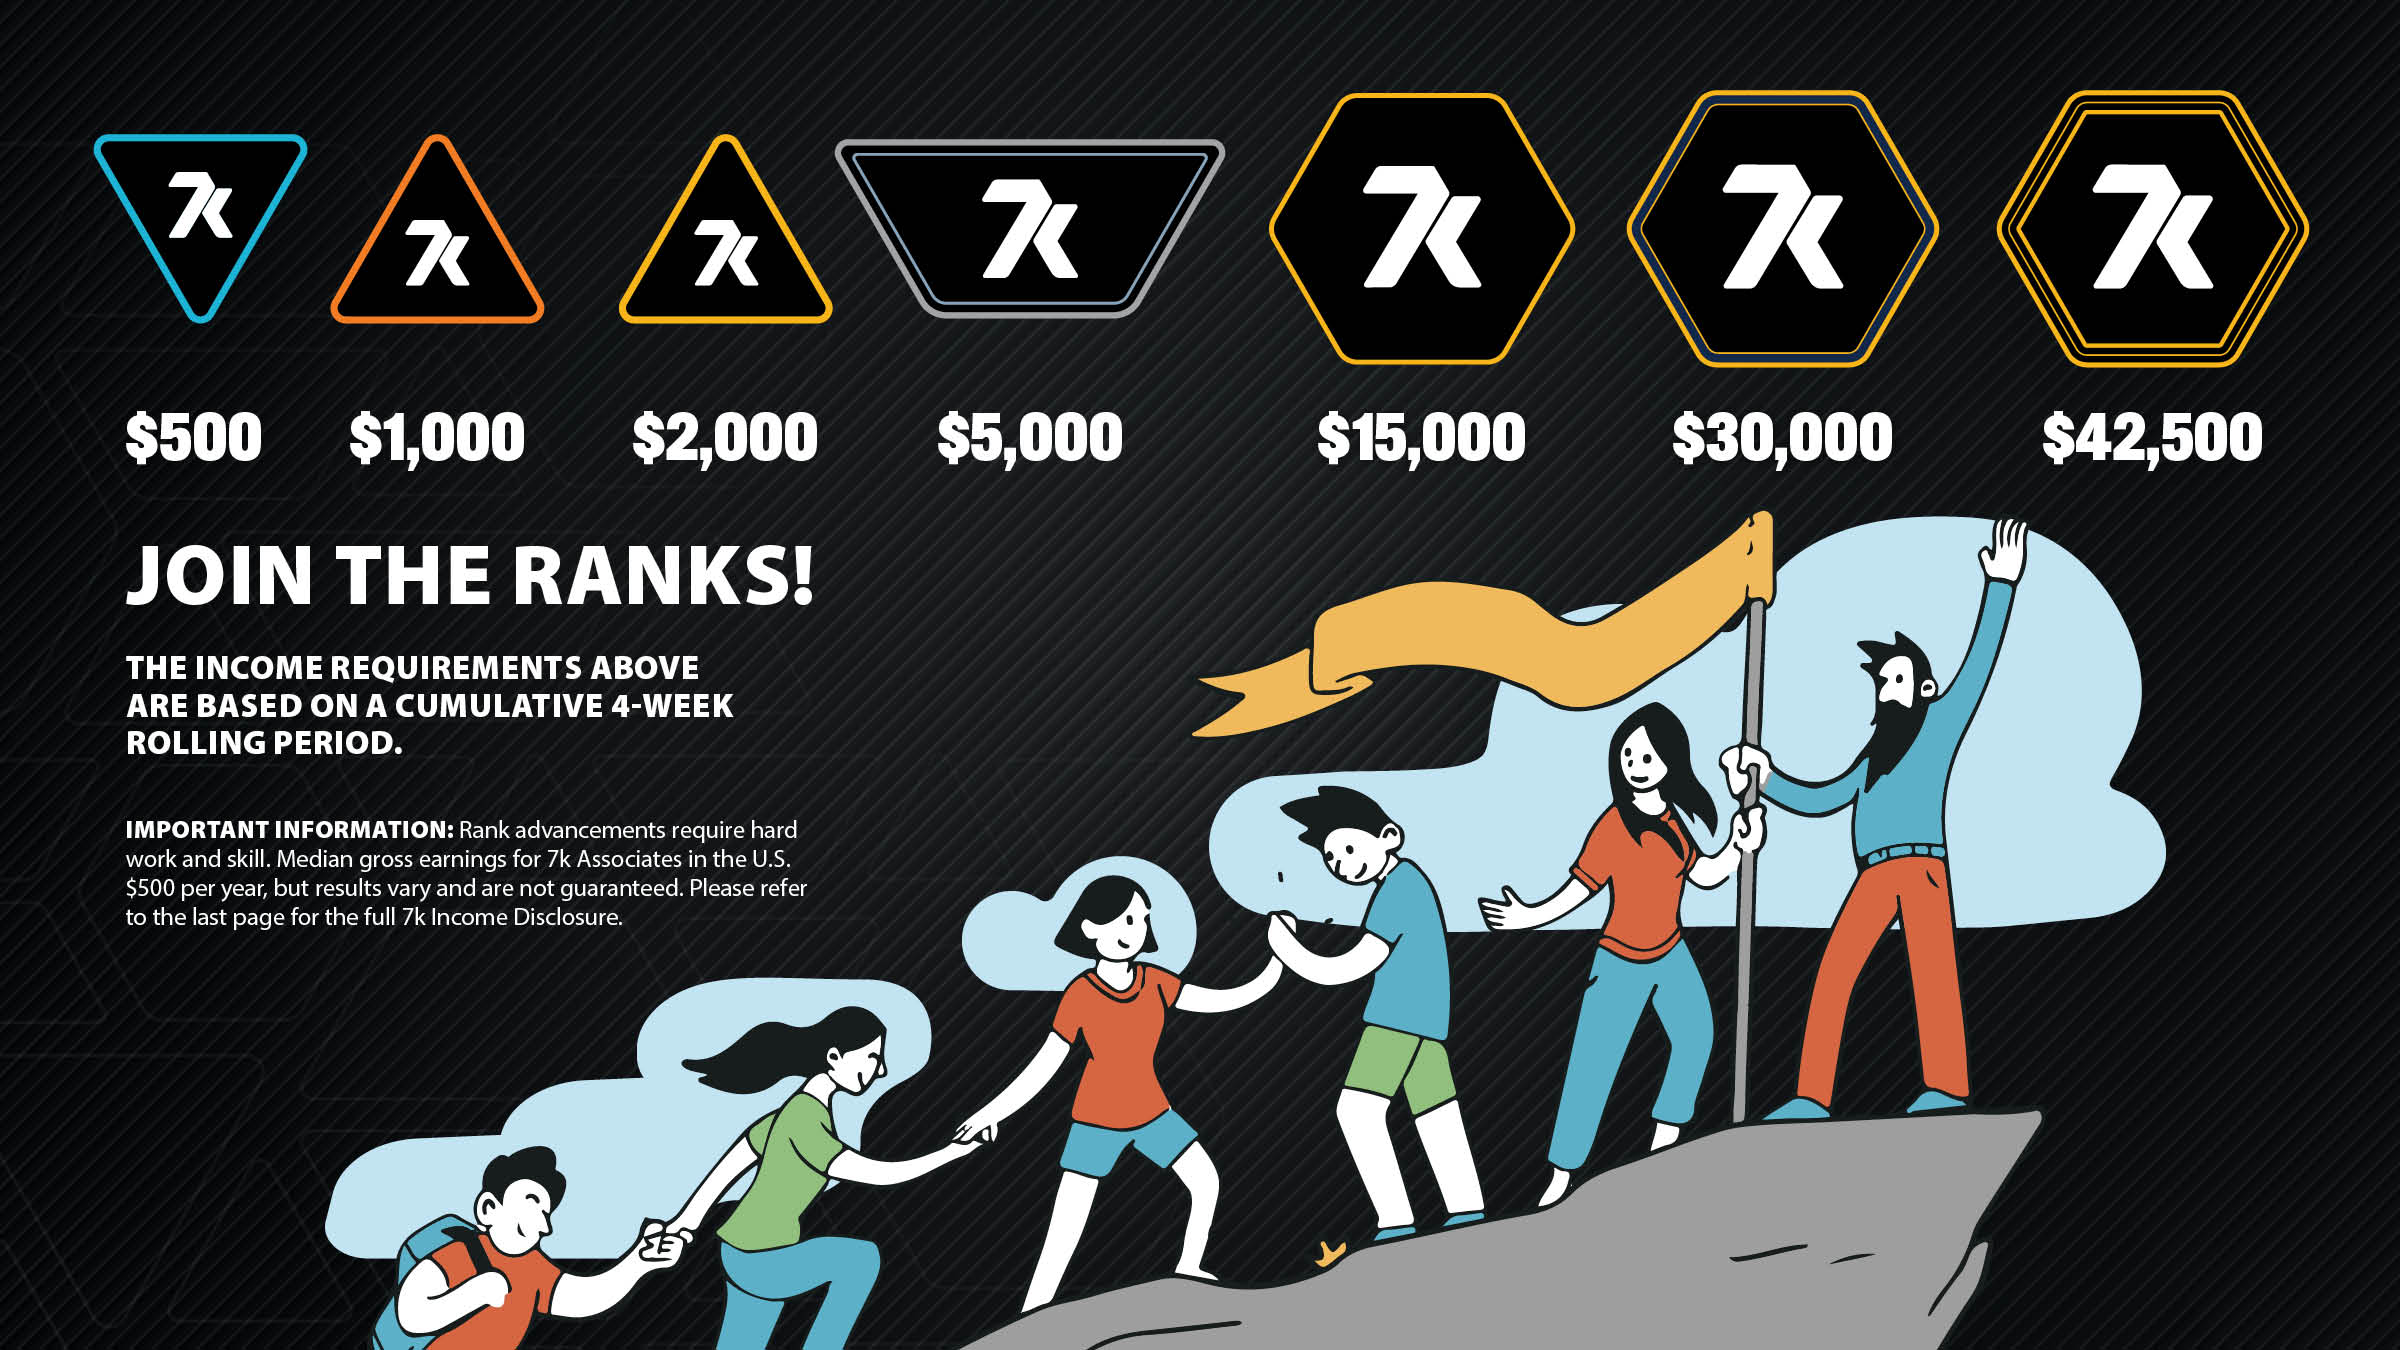 7k 7k 7k 7k 7k 7k 7k
$500 $1,000 $2,000 $5,000 $15,000 $30,000 $42,500
JOIN THE RANKS!
THE INCOME REQUIREMENTS ABOVE
ARE BASED ON A CUMULATIVE 4-WEEK
ROLLING PERIOD.
IMPORTANT INFORMATION: Rank advancements require hard
work and skill. Median gross earnings for 7k Associates in the U.S.
$500 per year, but results vary and are not guaranteed. Please refer
to the last page for the full 7k Income Disclosure.